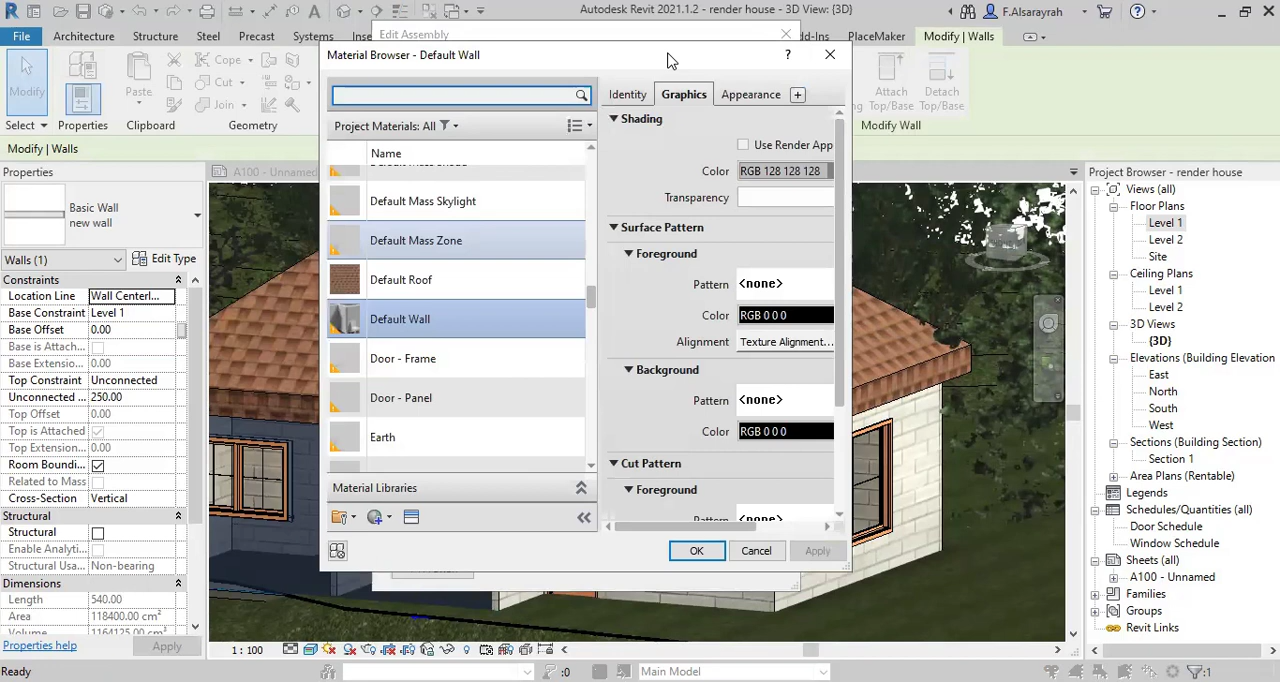 Autodesk Revit 2021.1.2 - render house - 3D View: {3D}
F.Alsarayrah
File Architecture Structure Steel Precast Systems
Add-Ins PlaceMaker Modify | Walls
Edit Assembly
Modify
Paste
Cope
Cut
Join
Attach Top/Base
Detach Top/Base
Select Properties Clipboard Geometry
Modify Wall
Modify | Walls
Properties
Basic Wall
new wall
Walls (1)
Edit Type
Constraints
Location Line Wall Centerl...
Base Constraint Level 1
Base Offset 0.00
Base is Attach...
Base Extensio...
Top Constraint Unconnected
Unconnected ... 250.00
Top Offset 0.00
Top is Attached
Top Extension... 0.00
Room Boundi...
Related to Mass
Cross-Section Vertical
Structural
Structural
Enable Analyti...
Structural Usa... Non-bearing
Dimensions
Length 540.00
Area 118400.00 cm²
Volume 1164125.00 cm³
Properties help
Apply
Ready
A100 - Unnamed
Material Browser - Default Wall
?
Project Materials: All
Name
Default Mass Skylight
Default Mass Zone
Default Roof
Default Wall
Door - Frame
Door - Panel
Earth
Material Libraries
Identity Graphics Appearance
Shading
Use Render App
Color RGB 128 128 128
Transparency
Surface Pattern
Foreground
Pattern <none>
Color RGB 0 0 0
Alignment Texture Alignment...
Background
Pattern <none>
Color RGB 0 0 0
Cut Pattern
Foreground
Pattern <none>
OK Cancel Apply
1 : 100
:0
Main Model
:1
Project Browser - render house
Views (all)
Floor Plans
Level 1
Level 2
Site
Ceiling Plans
Level 1
Level 2
3D Views
{3D}
Elevations (Building Elevation
East
North
South
West
Sections (Building Section)
Section 1
Area Plans (Rentable)
Legends
Schedules/Quantities (all)
Door Schedule
Window Schedule
Sheets (all)
A100 - Unnamed
Families
Groups
Revit Links